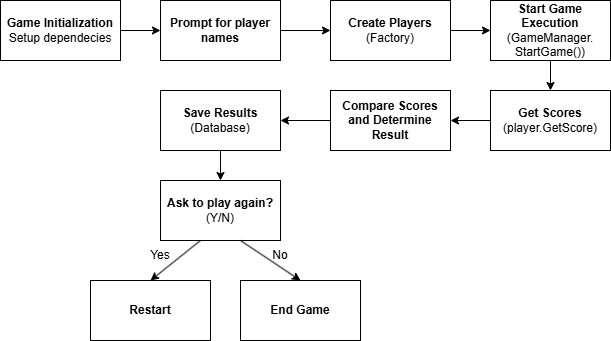 Game Initialization
Setup dependecies
Prompt for player
names
Create Players
(Factory)
Start Game
Execution
(GameManager.
StartGame())
Save Results
(Database)
Compare Scores
and Determine
Result
Get Scores
(player.GetScore)
Ask to play again?
(Y/N)
Yes
No
Restart
End Game